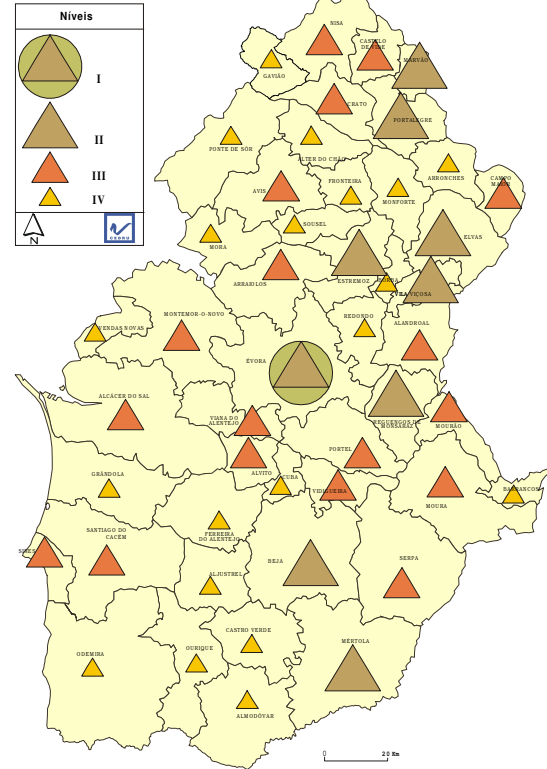 Níveis
I
II
III
IV
N
NISA
CASTELO
DE VIDE
MARVÃO
GAVIÃO
CRATO
PORTALEGRE
PONTE DE SÔR
ALTER DO CHÃO
ARRONCHES
FRONTEIRA
CAMPO
MAIOR
AVIS
MONFORTE
SOUSEL
MORA
ELVAS
ARRAIOLOS
ESTREMOZ
BORBA
VILA VIÇOSA
MONTEMOR-O-NOVO
REDONDO
ALANDROAL
VENDAS NOVAS
ÉVORA
ALCÁCER DO SAL
VIANA DO
ALENTEJO
REGUENGOS DE
MONSARAZ
MOURÃO
PORTEL
ALVITO
GRÂNDOLA
CUBA
VIDIGUEIRA
BARRANCOS
MOURA
SANTIAGO DO
CACÉM
FERREIRA
DO ALENTEJO
SINES
BEJA
SERPA
ALJUSTREL
CASTRO VERDE
MÉRTOLA
OURIQUE
ODEMIRA
ALMODÔVAR
0
20 Km